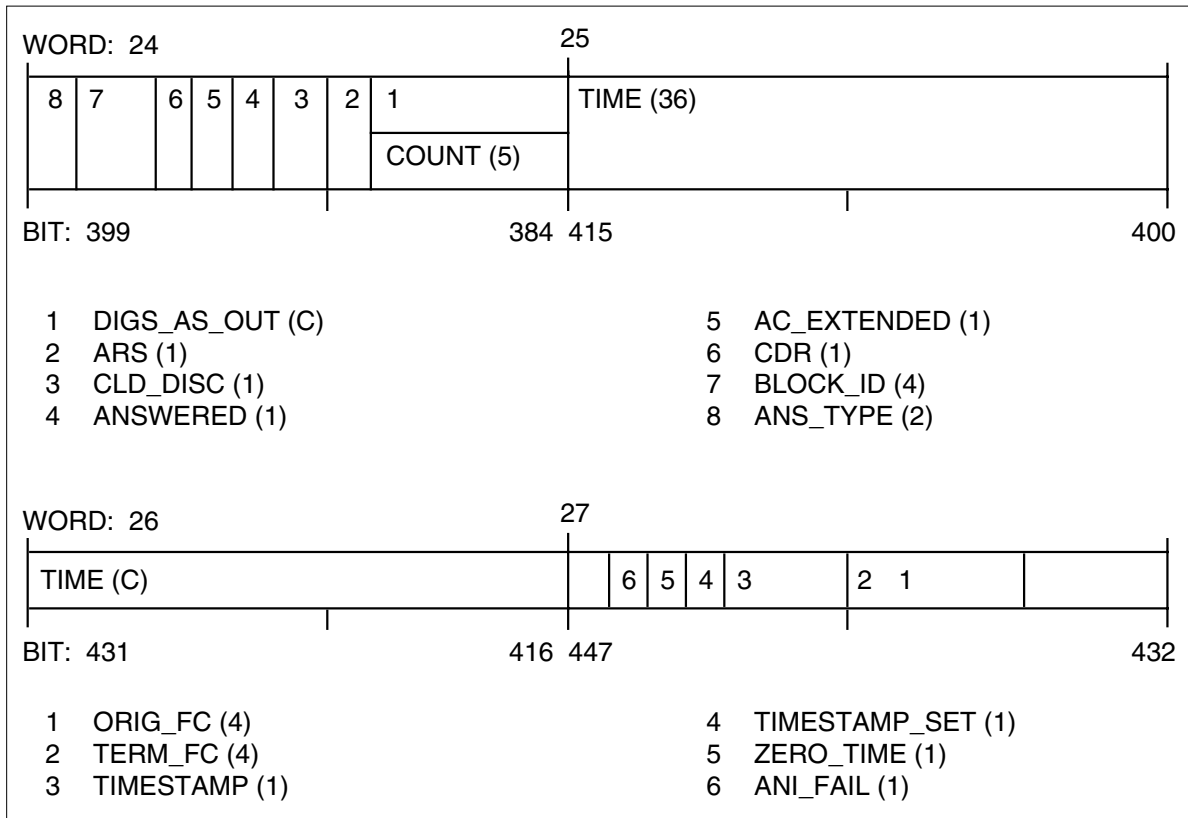 WORD: 24 25
8 7 6 5 4 3 2 1 TIME (36)
COUNT (5)
BIT: 399 384 415 400
1 DIGS_AS_OUT (C)
2 ARS (1)
3 CLD_DISC (1)
4 ANSWERED (1)
5 AC_EXTENDED (1)
6 CDR (1)
7 BLOCK_ID (4)
8 ANS_TYPE (2)
WORD: 26 27
TIME (C) 6 5 4 3 2 1
BIT: 431 416 447 432
1 ORIG_FC (4)
2 TERM_FC (4)
3 TIMESTAMP (1)
4 TIMESTAMP_SET (1)
5 ZERO_TIME (1)
6 ANI_FAIL (1)